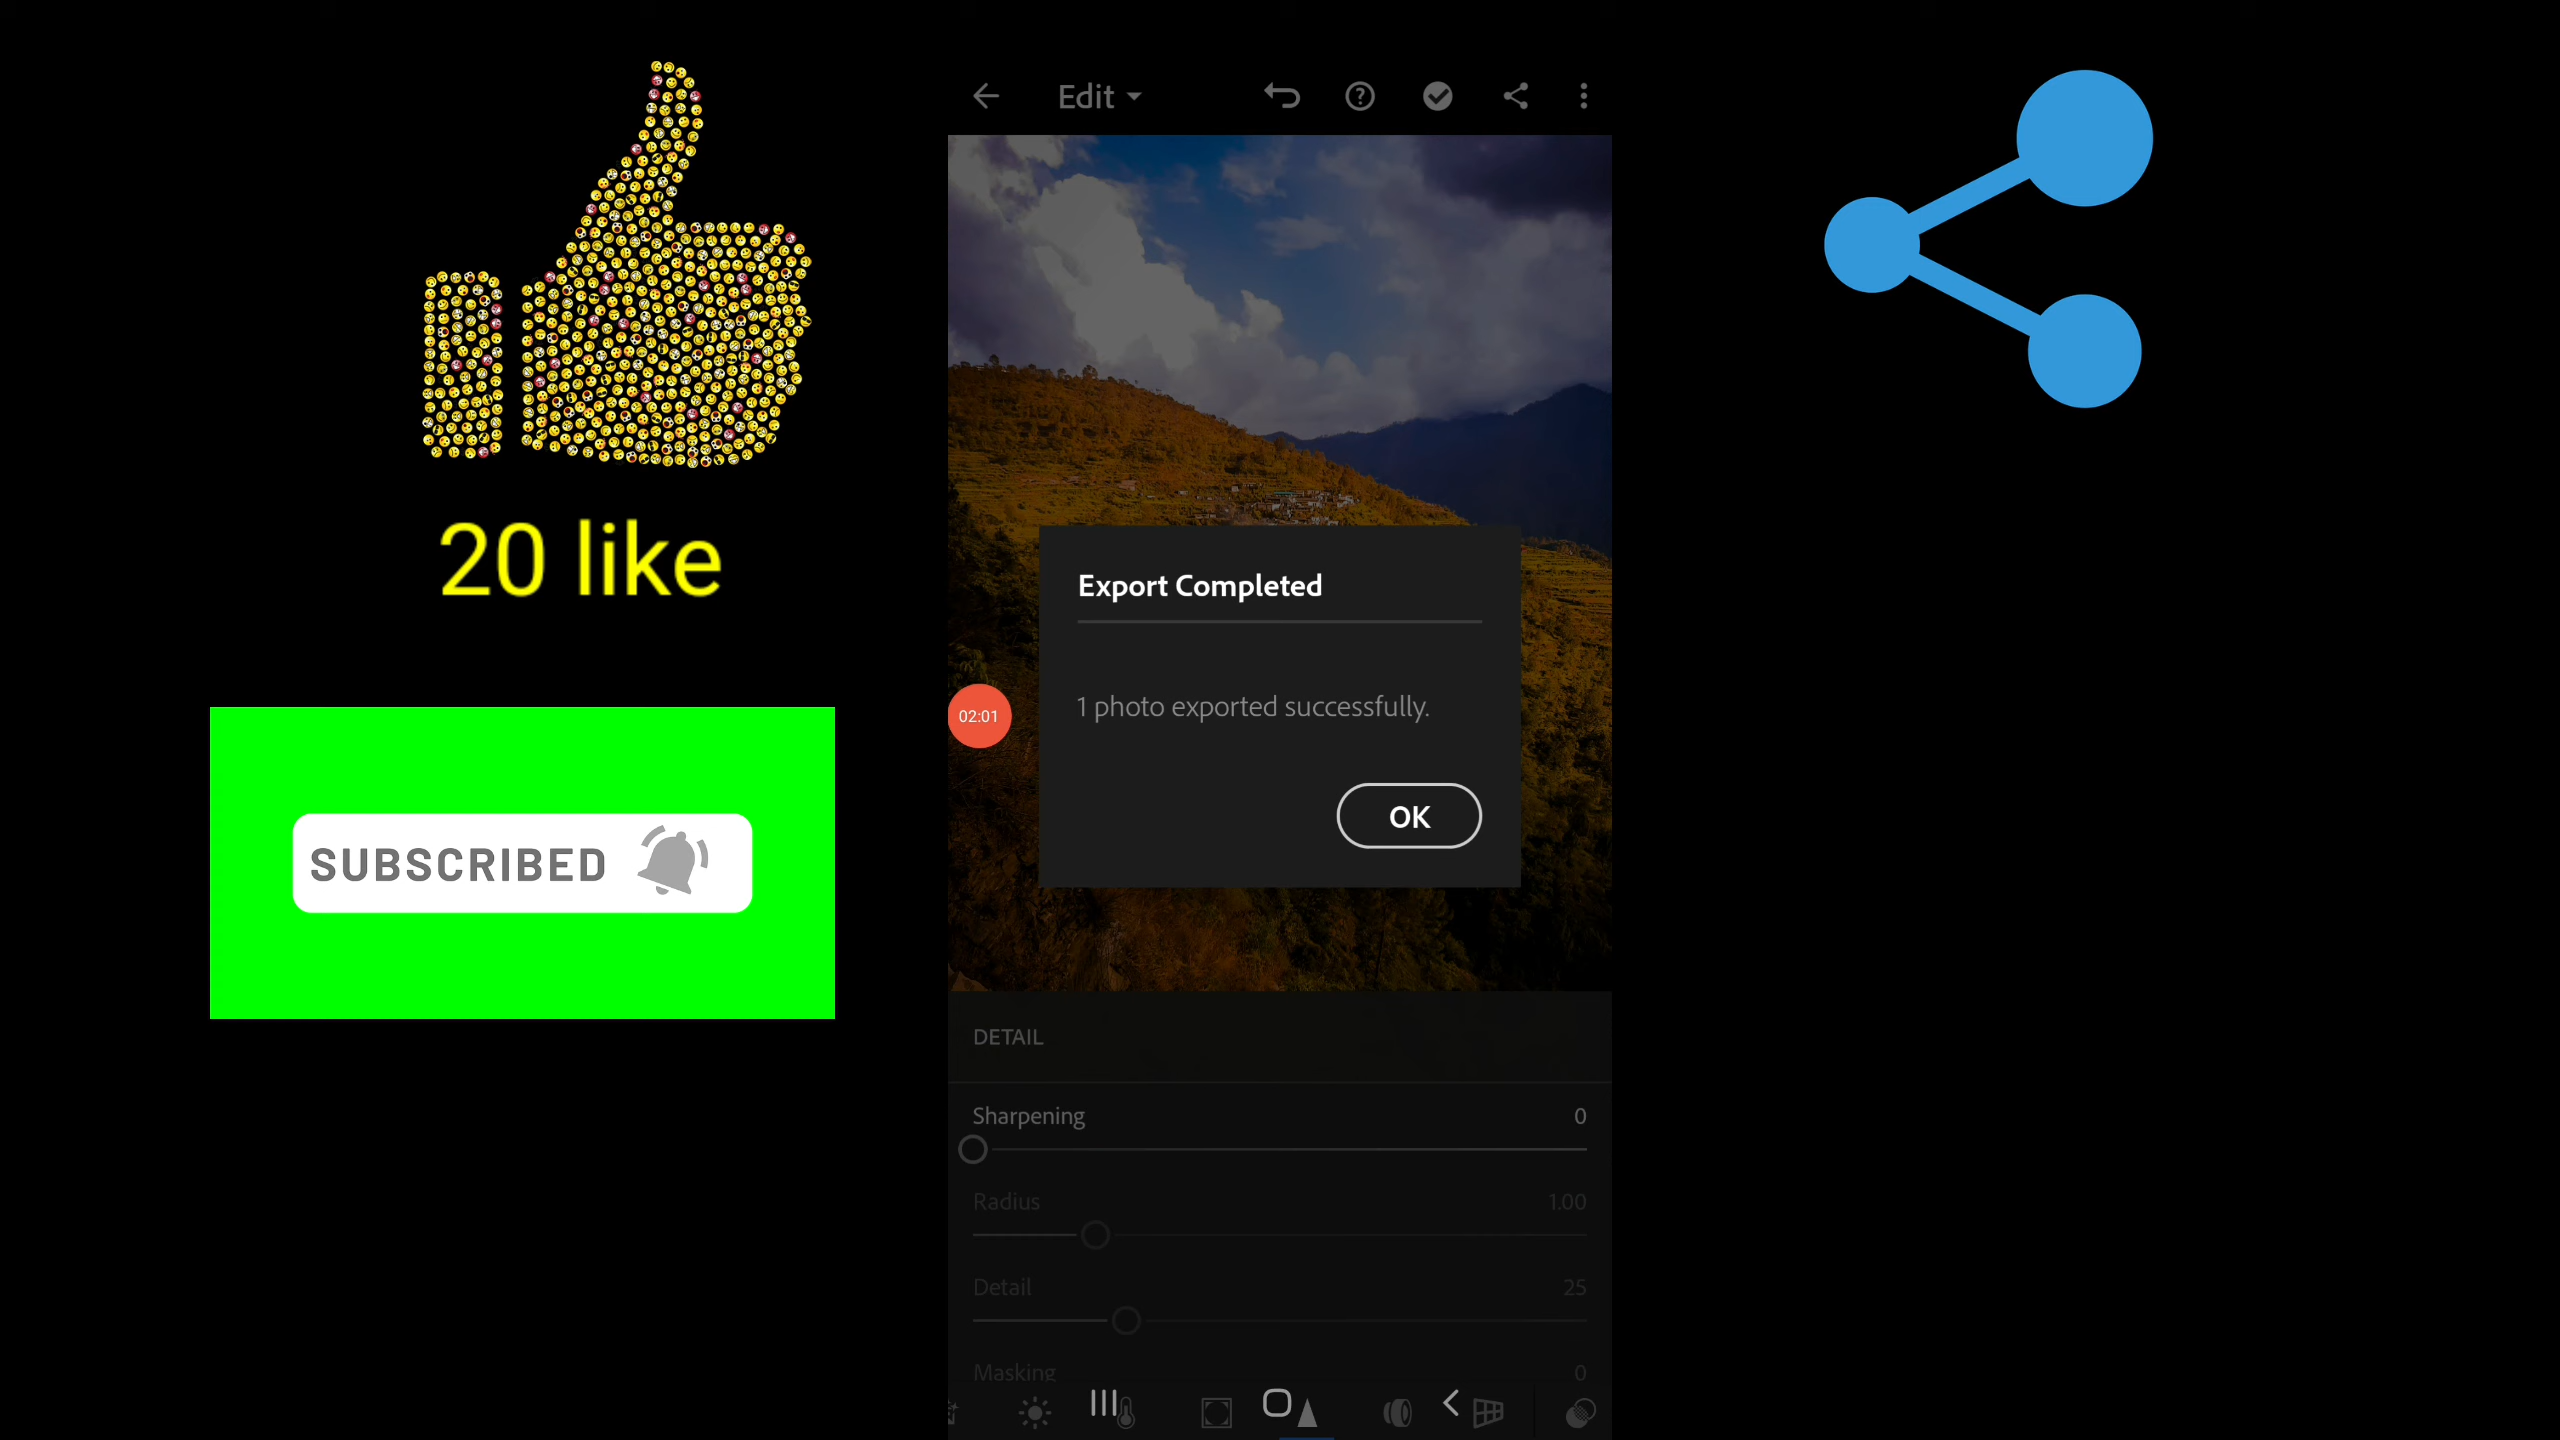 Edit
20 like
Export Completed
1 photo exported successfully.
02:01
OK
SUBSCRIBED
DETAIL
Sharpening 0
Radius 1.00
Detail 25
Masking 0